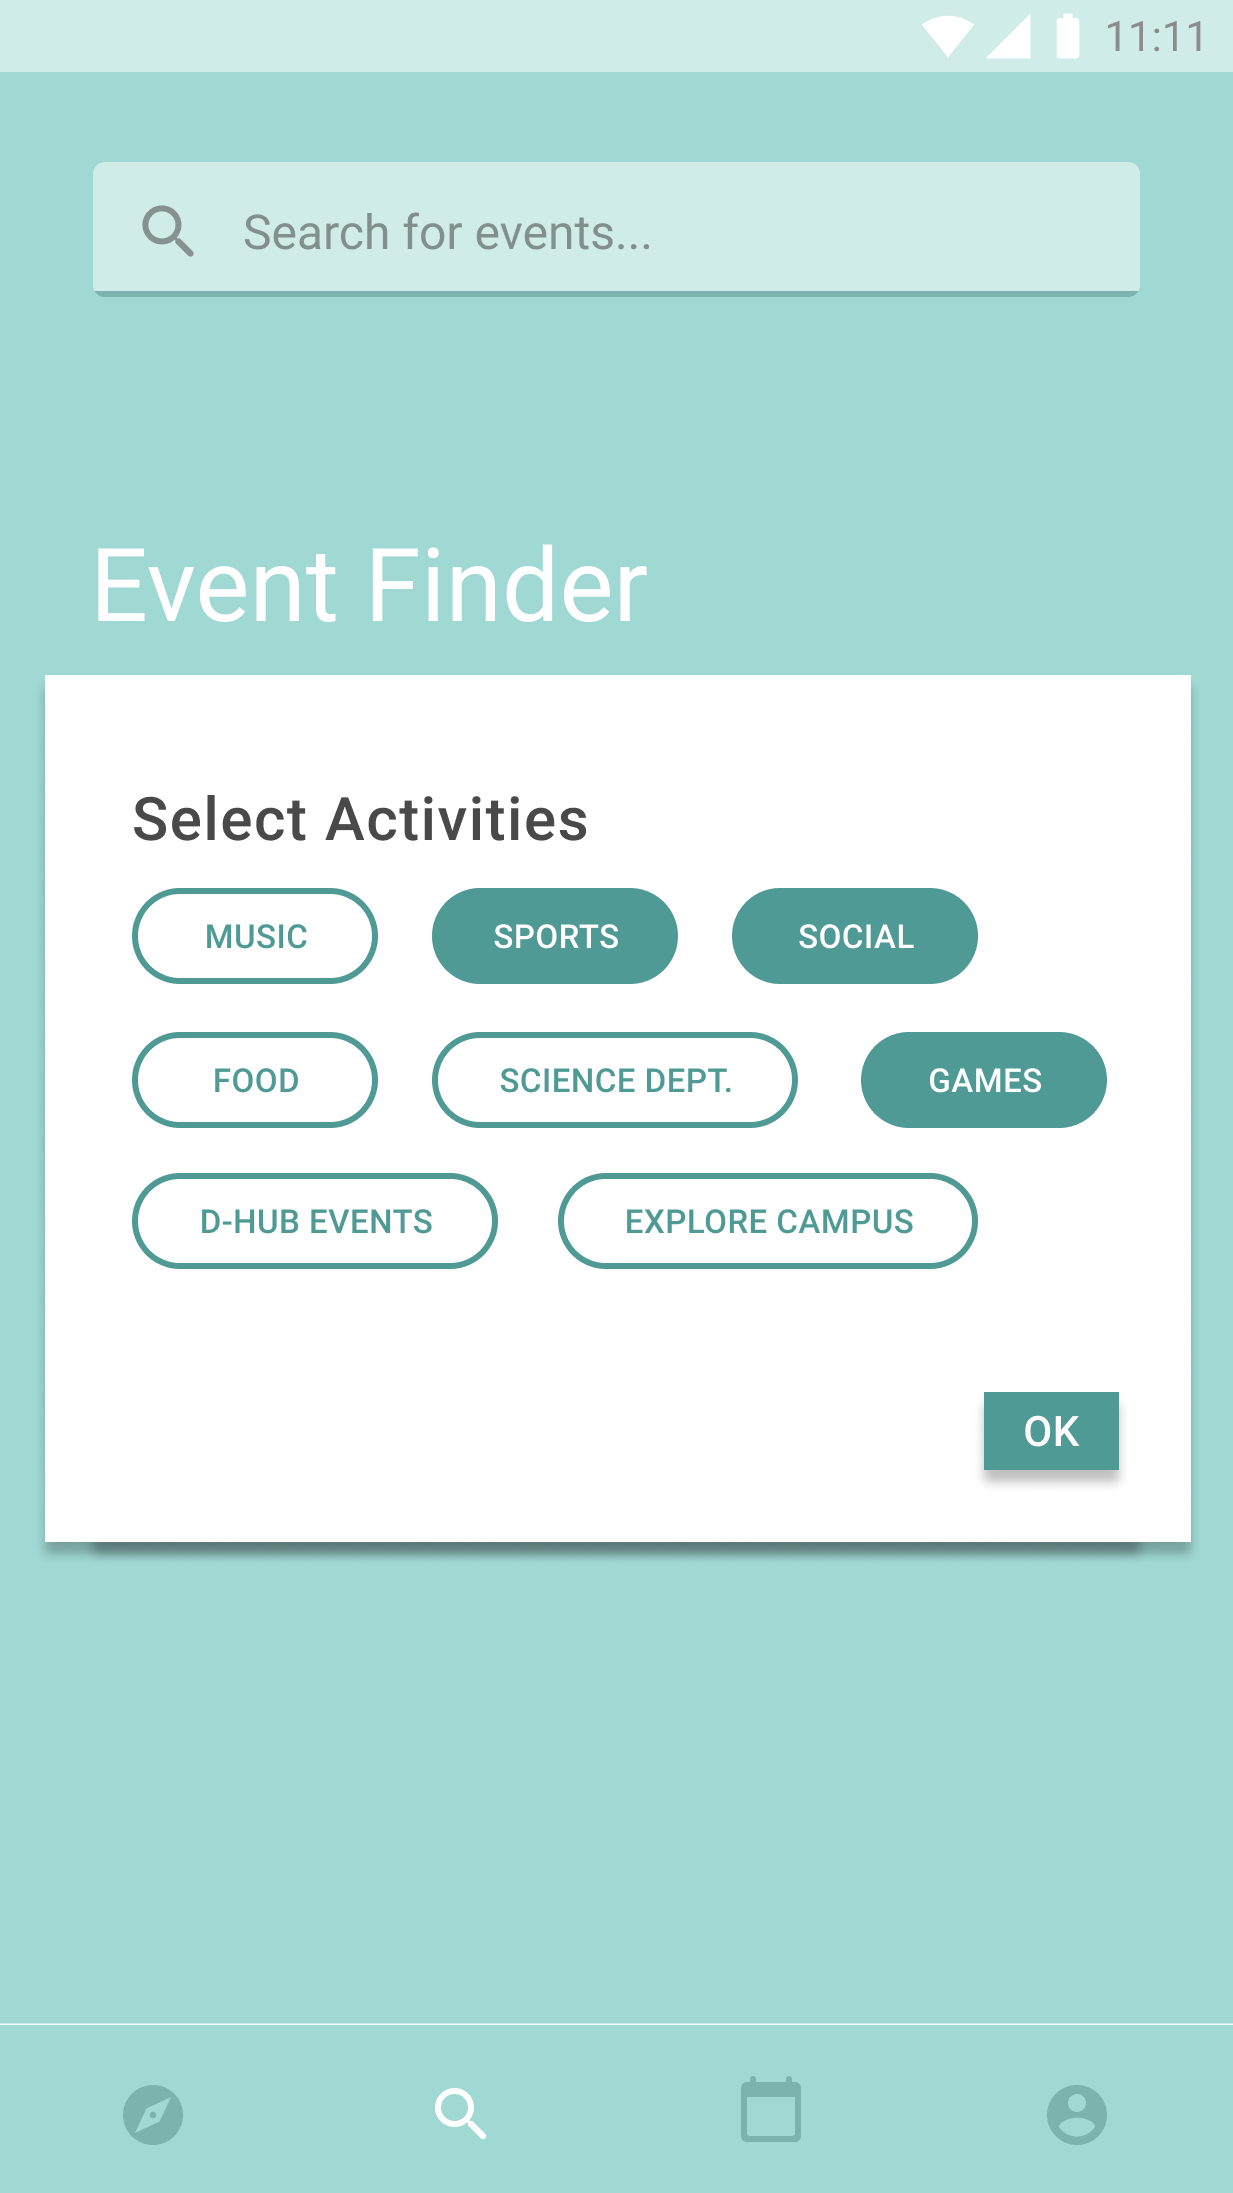 11:11
Search for events...
Event Finder
Select Activities
MUSIC SPORTS SOCIAL
FOOD SCIENCE DEPT. GAMES
D-HUB EVENTS EXPLORE CAMPUS
OK